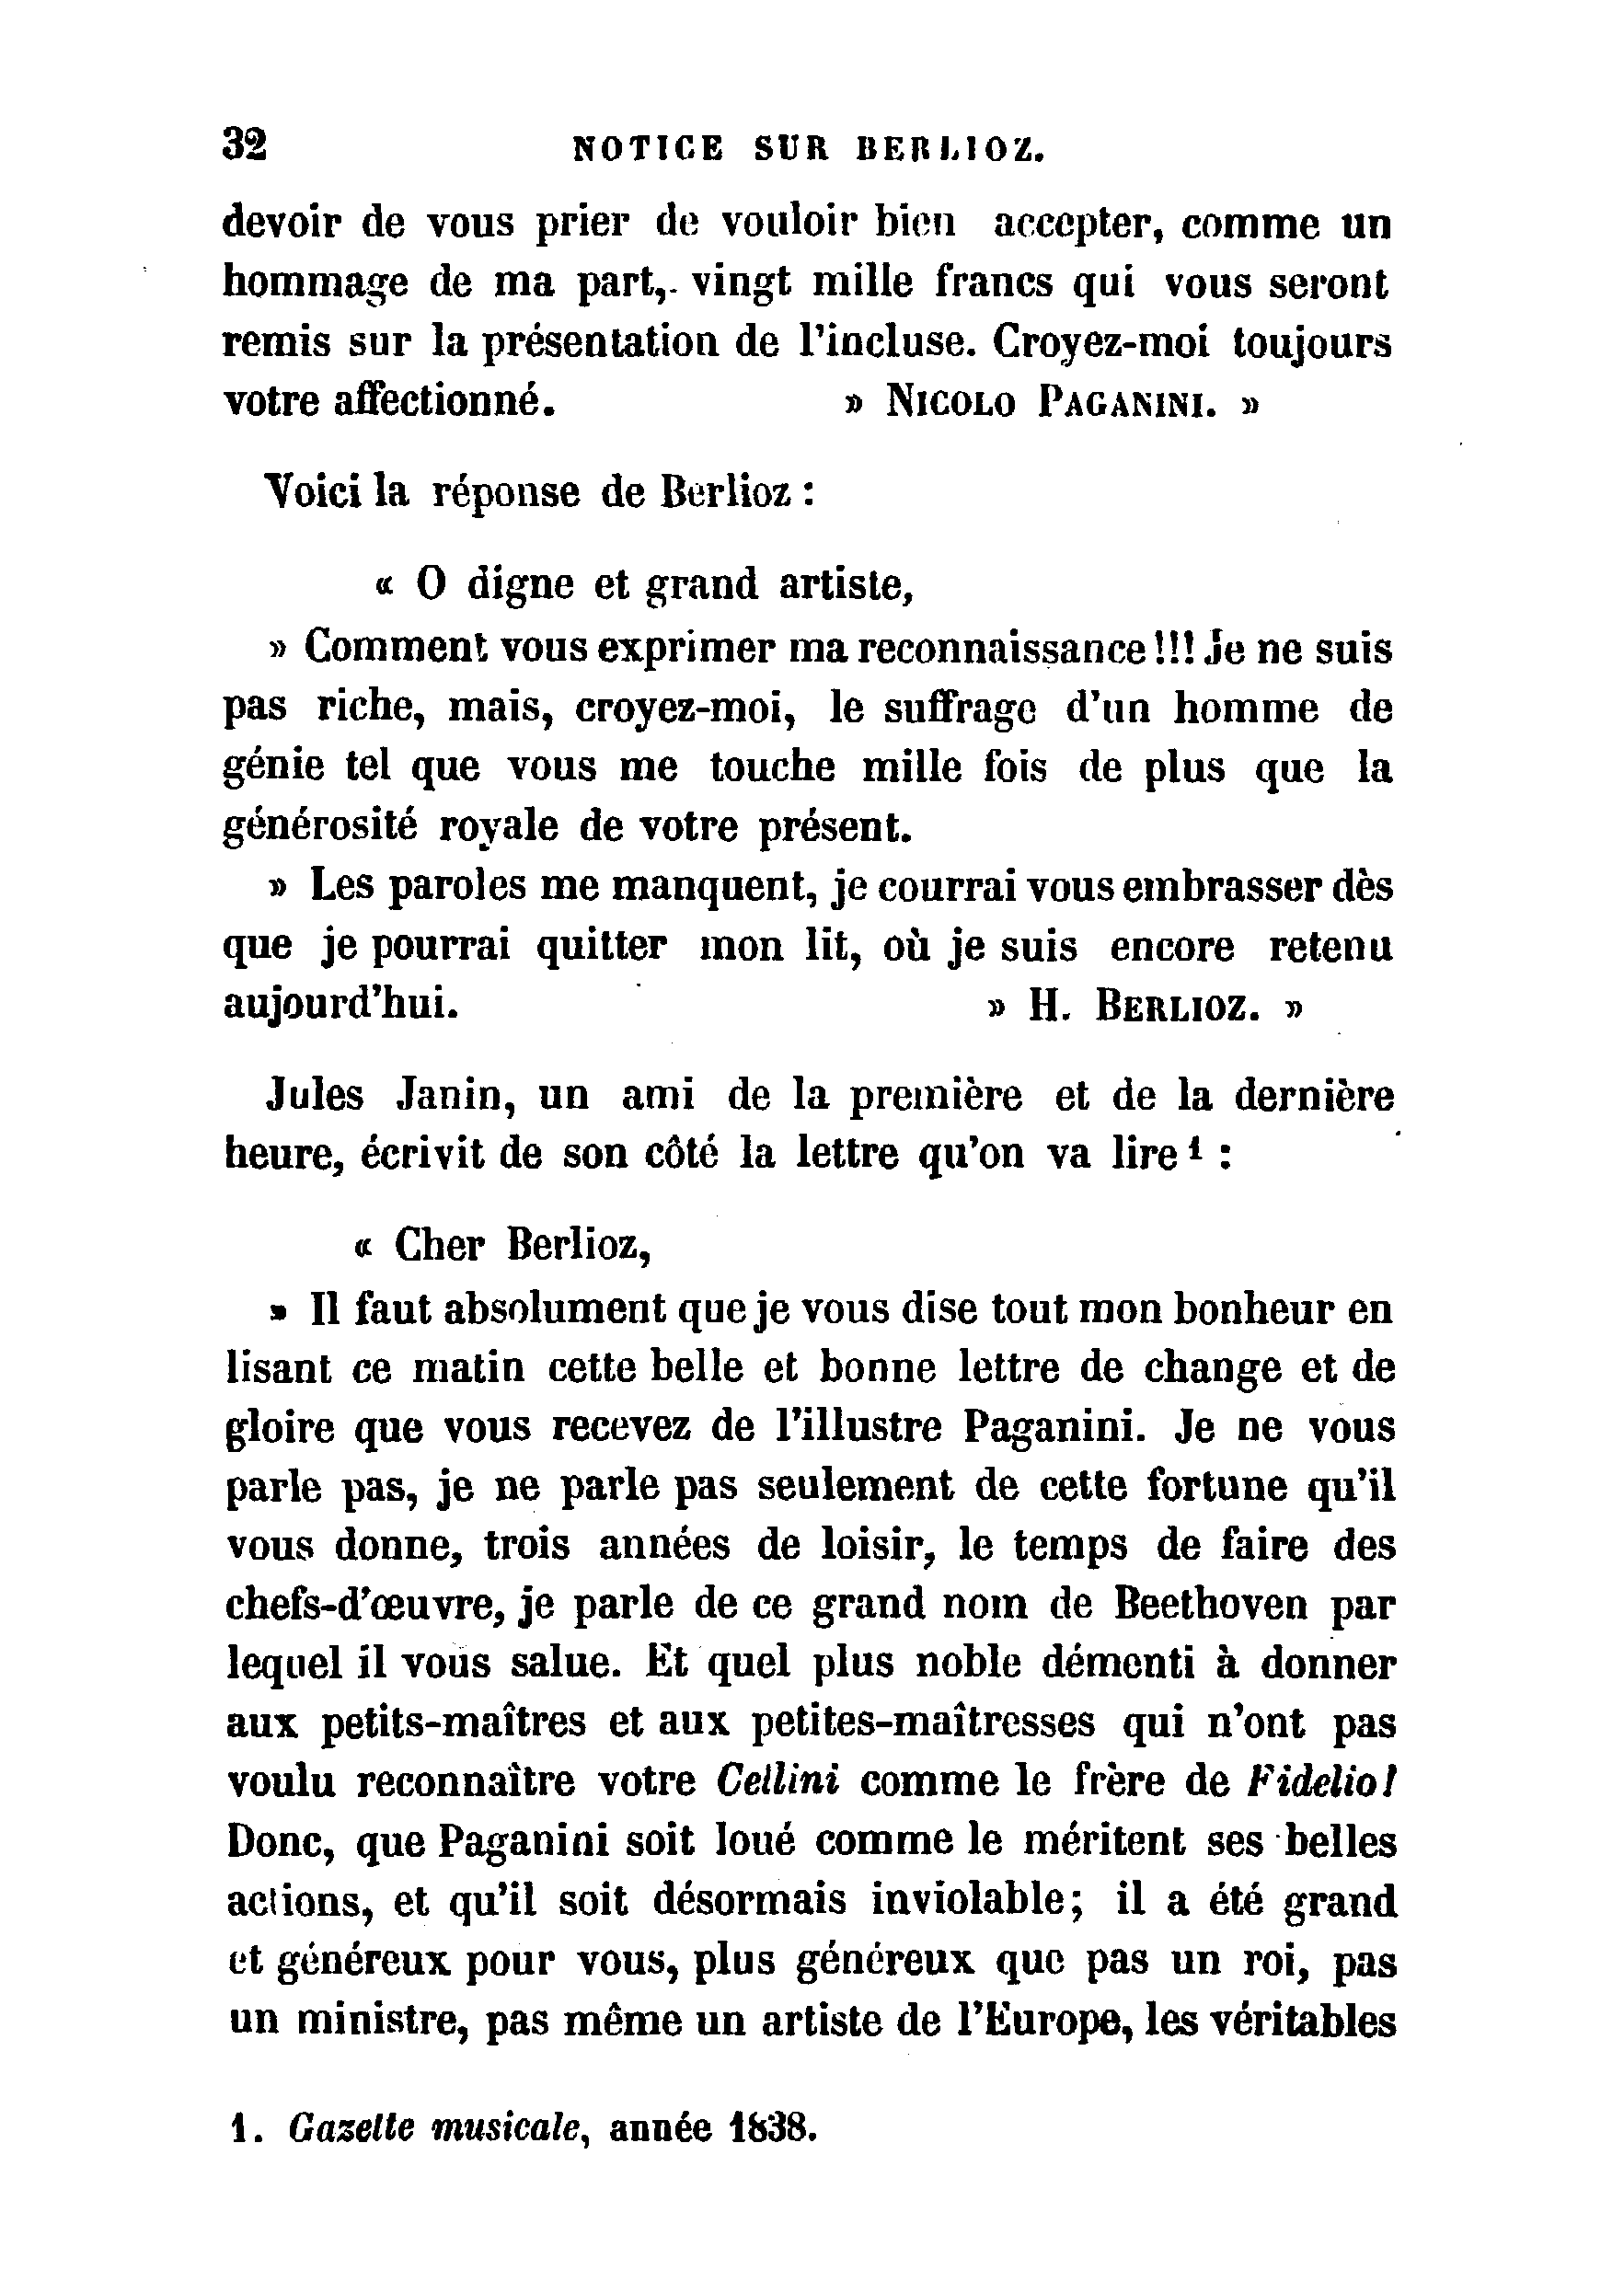 32 NOTICE SUR BERLIOZ.
devoir de vous prier de vouloir bien accepter, comme un
hommage de ma part, vingt mille francs qui vous seront
remis sur la présentation de l'incluse. Croyez-moi toujours
votre affectionné. » NICOLO PAGANINI. »
Voici la réponse de Berlioz :
« O digne et grand artiste,
» Comment vous exprimer ma reconnaissance !!! Je ne suis
pas riche, mais, croyez-moi, le suffrage d'un homme de
génie tel que vous me touche mille fois de plus que la
générosité royale de votre présent.
» Les paroles me manquent, je courrai vous embrasser dès
que je pourrai quitter mon lit, où je suis encore retenu
aujourd'hui. » H. BERLIOZ. »
Jules Janin, un ami de la première et de la dernière
heure, écrivit de son côté la lettre qu'on va lire ¹ :
« Cher Berlioz,
» Il faut absolument que je vous dise tout mon bonheur en
lisant ce matin cette belle et bonne lettre de change et de
gloire que vous recevez de l'illustre Paganini. Je ne vous
parle pas, je ne parle pas seulement de cette fortune qu'il
vous donne, trois années de loisir, le temps de faire des
chefs-d'œuvre, je parle de ce grand nom de Beethoven par
lequel il vous salue. Et quel plus noble démenti à donner
aux petits-maîtres et aux petites-maîtresses qui n'ont pas
voulu reconnaître votre Cellini comme le frère de Fidelio!
Donc, que Paganini soit loué comme le méritent ses belles
actions, et qu'il soit désormais inviolable; il a été grand
et généreux pour vous, plus généreux que pas un roi, pas
un ministre, pas même un artiste de l'Europe, les véritables
1. Gazette musicale, année 1838.